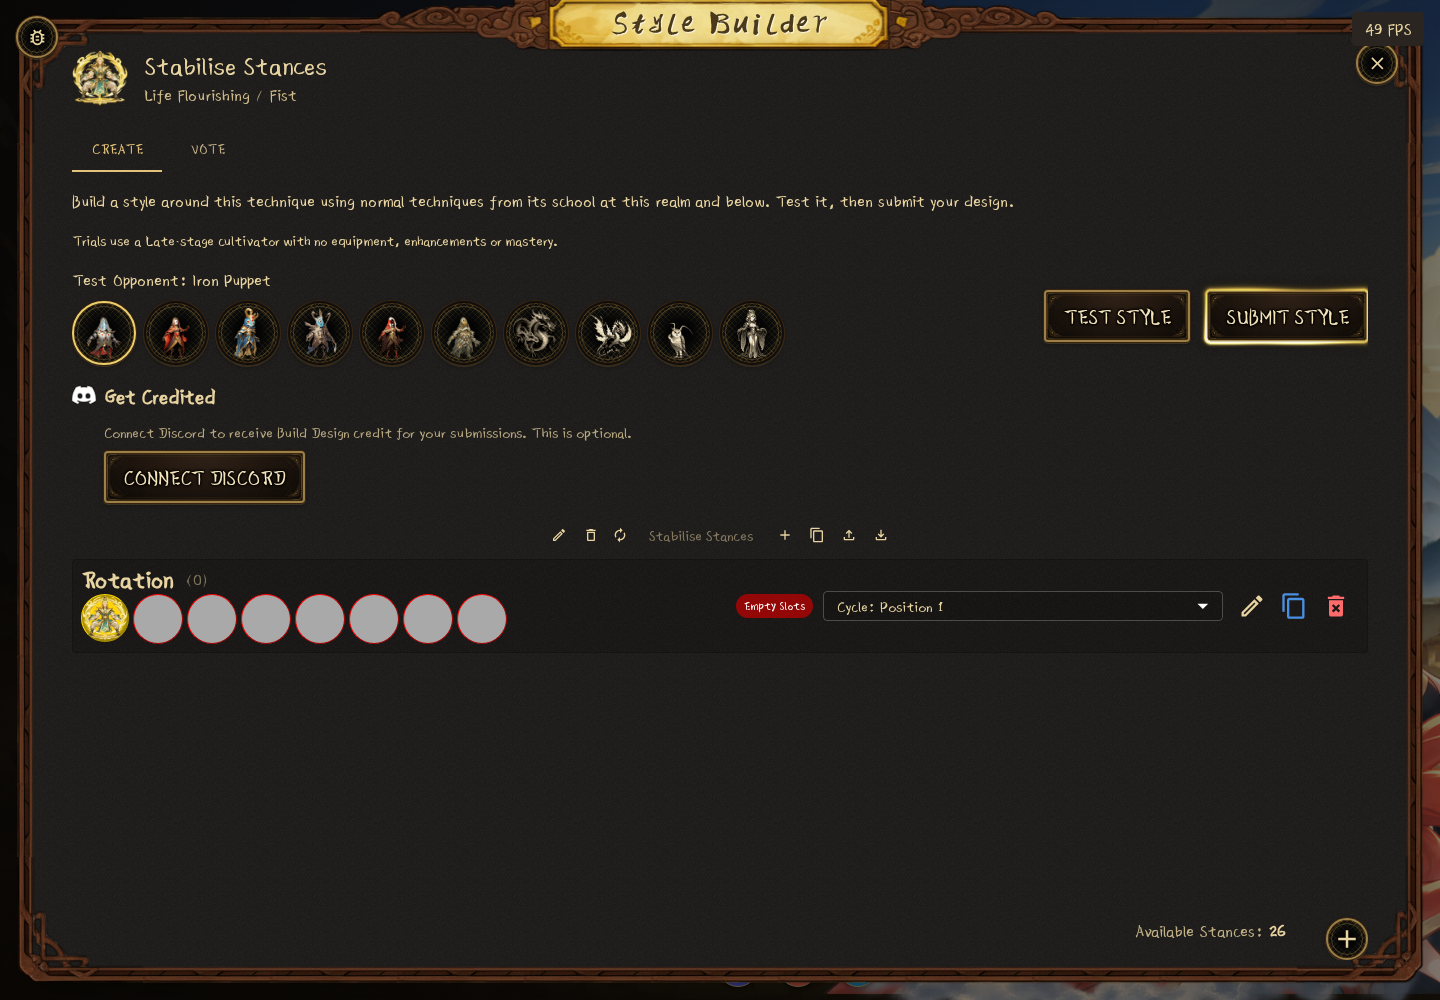 Style Builder
49 FPS
Stabilise Stances
Life Flourishing / Fist
CREATE
VOTE
Build a style around this technique using normal techniques from its school at this realm and below. Test it, then submit your design.
Trials use a Late-stage cultivator with no equipment, enhancements or mastery.
Test Opponent: Iron Puppet
TEST STYLE
SUBMIT STYLE
Get Credited
Connect Discord to receive Build Design credit for your submissions. This is optional.
CONNECT DISCORD
Stabilise Stances
Rotation (0)
Empty Slots
Cycle: Position 1
Available Stances: 26